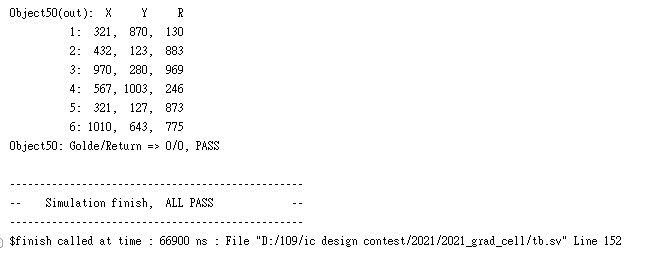 Object50(out):  X    Y    R
1:  321,  870,  130
2:  432,  123,  883
3:  970,  280,  969
4:  567, 1003,  246
5:  321,  127,  873
6: 1010,  643,  775
Object50: Golde/Return => 0/0, PASS
------------------------------------------------
--    Simulation finish,  ALL PASS             --
------------------------------------------------
$finish called at time : 66900 ns : File "D:/109/ic design contest/2021/2021_grad_cell/tb.sv" Line 152